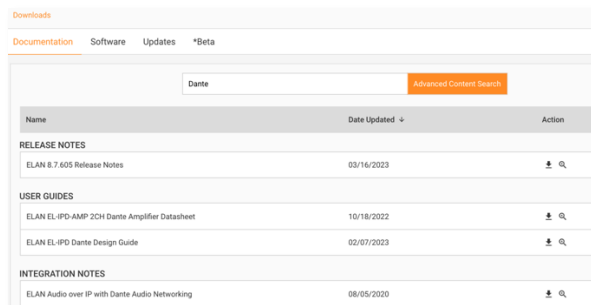 Downloads
Documentation Software Updates *Beta
Dante Advanced Content Search
Name Date Updated ↓ Action
RELEASE NOTES
ELAN 8.7.605 Release Notes 03/16/2023
USER GUIDES
ELAN EL-IPD-AMP 2CH Dante Amplifier Datasheet 10/18/2022
ELAN EL-IPD Dante Design Guide 02/07/2023
INTEGRATION NOTES
ELAN Audio over IP with Dante Audio Networking 08/05/2020